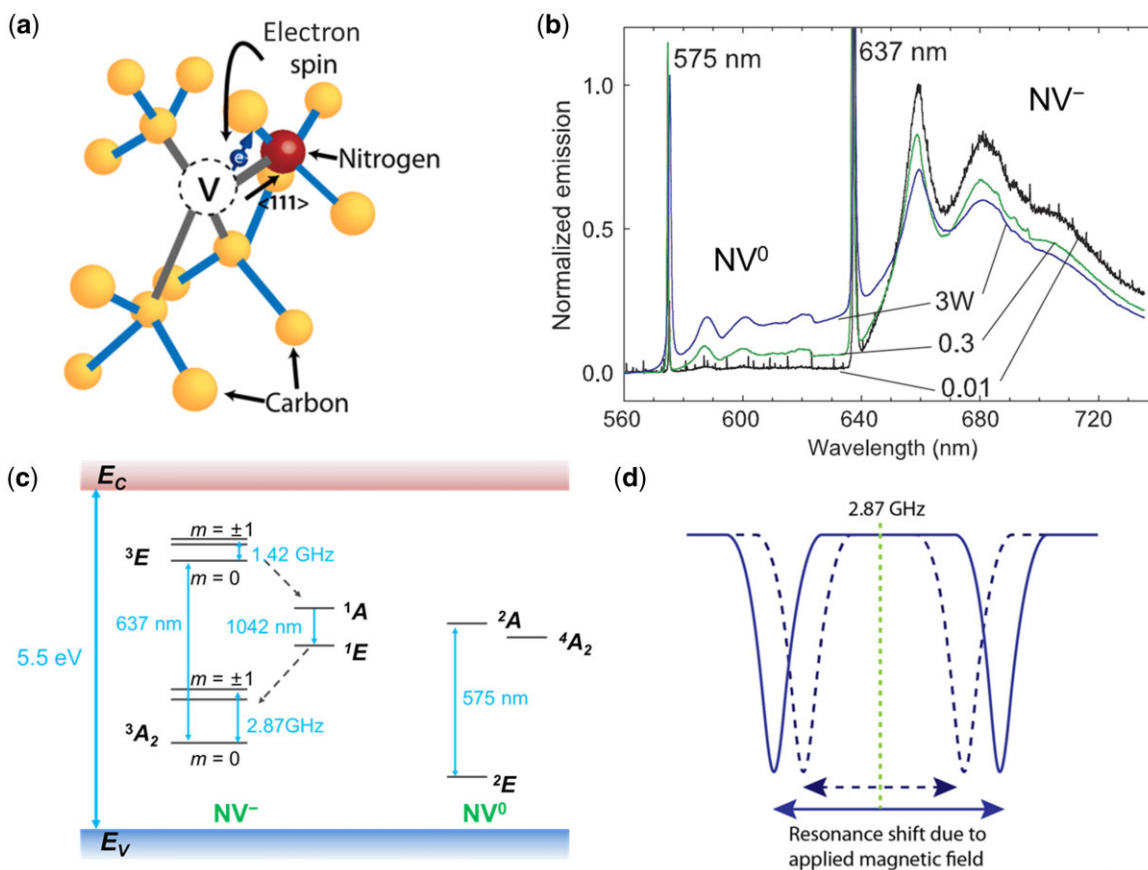 (a)
Electron
spin
e-
V
Nitrogen
<111>
Carbon
(b)
575 nm
637 nm
NV⁻
NV⁰
3W
0.3
0.01
Normalized emission
1.0
0.5
0.0
560
600
640
680
720
Wavelength (nm)
(c)
E_C
m = ±1
³E
1.42 GHz
m = 0
637 nm
¹A
1042 nm
¹E
²A
⁴A₂
5.5 eV
575 nm
m = ±1
2.87GHz
³A₂
m = 0
²E
NV⁻
NV⁰
E_V
(d)
2.87 GHz
Resonance shift due to
applied magnetic field